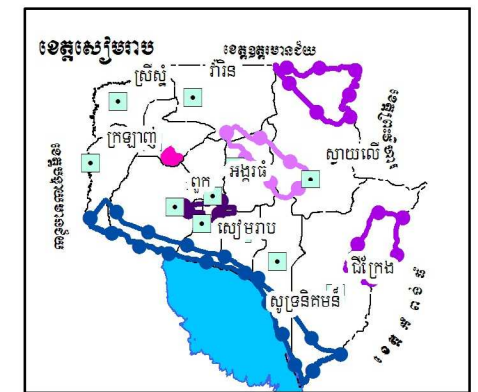 ខេត្តសៀមរាប
ខេត្តឧត្តរមានជ័យ
ស្រីស្នំ
វ៉ារិន
ក្រឡាញ់
ស្វាយលើ
អង្គរធំ
ពួក
សៀមរាប
ជីក្រែង
សូទ្រនិគមន៍